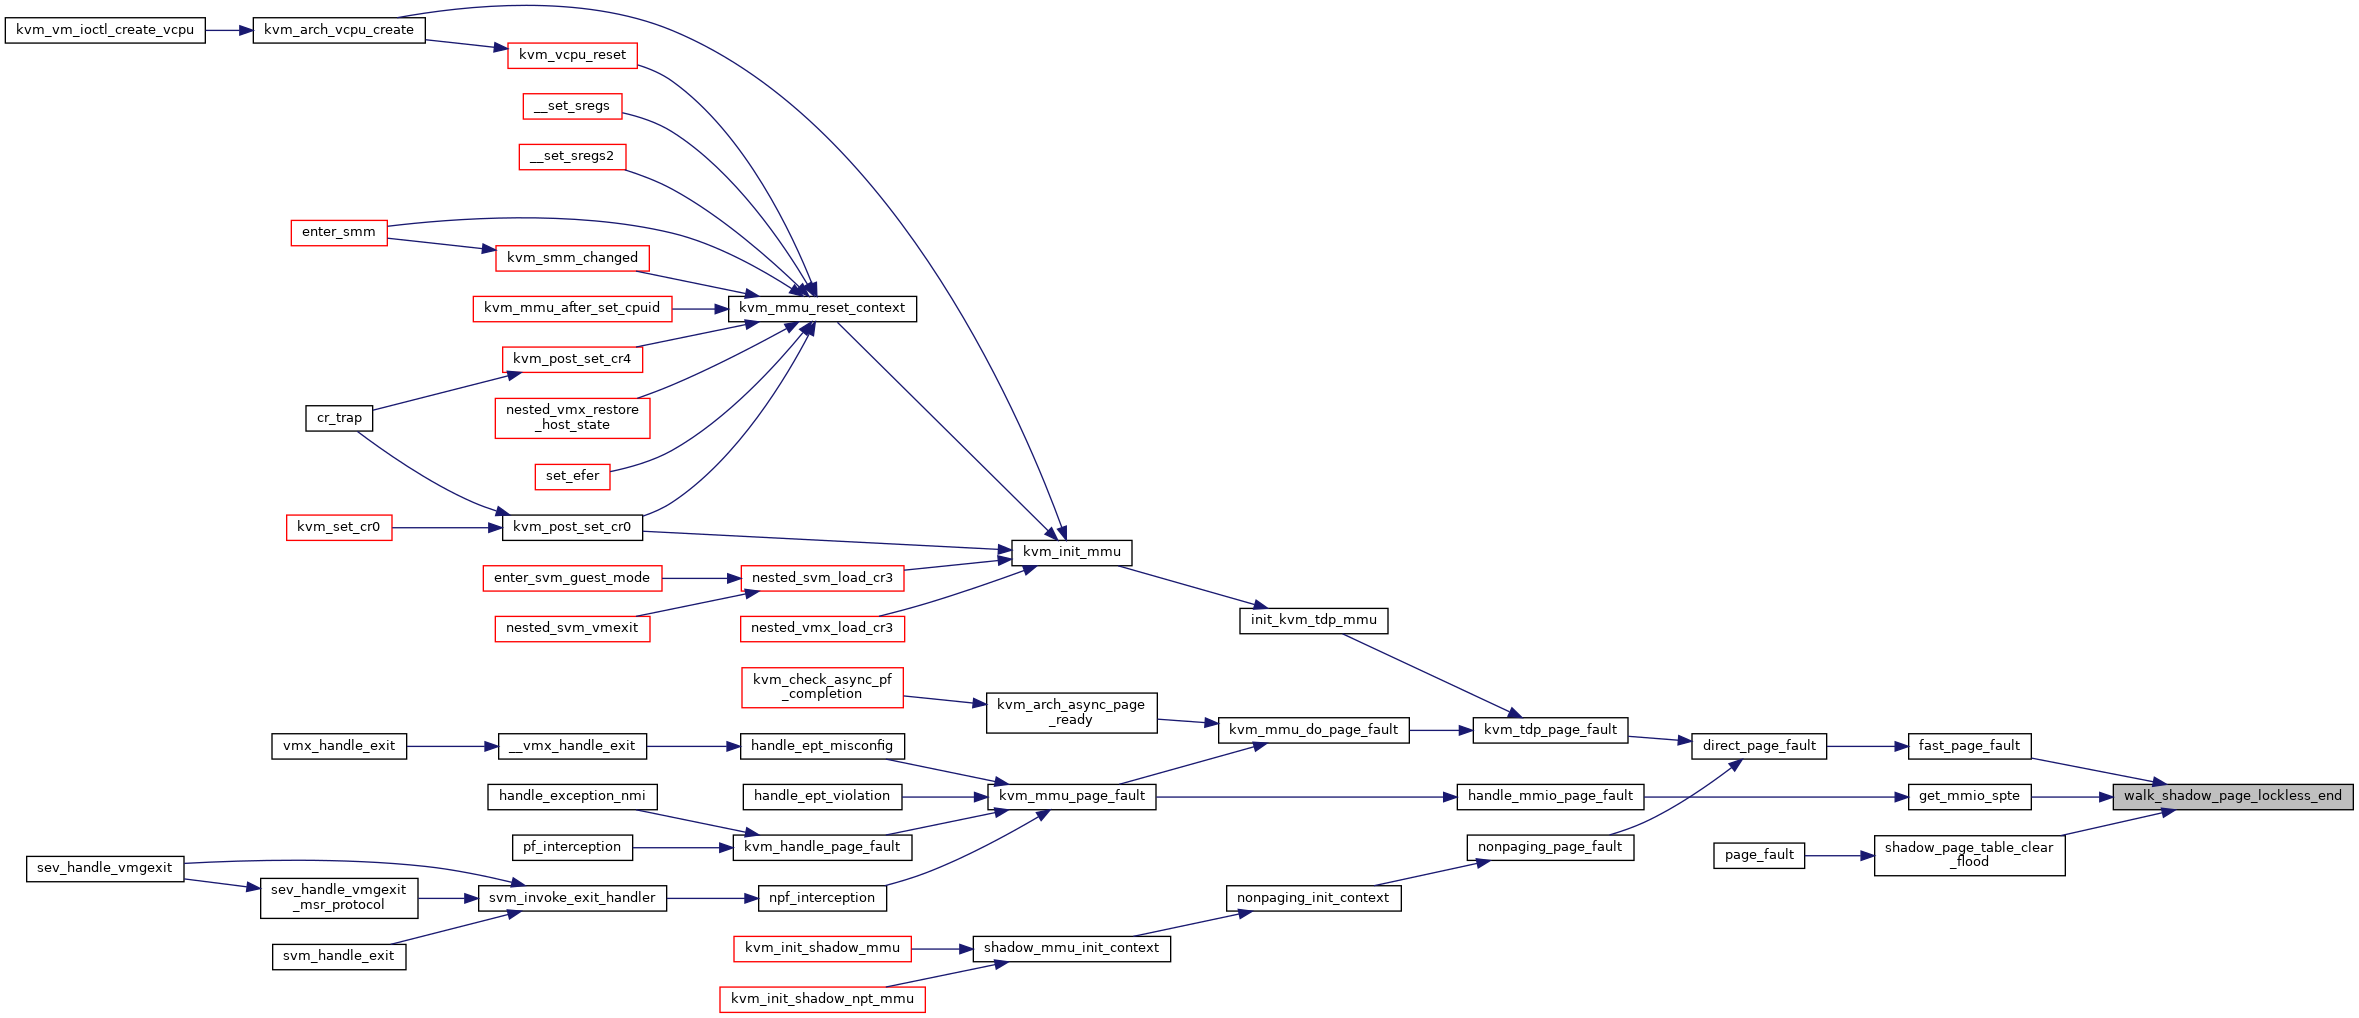 kvm_vm_ioctl_create_vcpu
kvm_arch_vcpu_create
kvm_vcpu_reset
__set_sregs
__set_sregs2
enter_smm
kvm_smm_changed
kvm_mmu_after_set_cpuid
kvm_mmu_reset_context
kvm_post_set_cr4
cr_trap
nested_vmx_restore
_host_state
set_efer
kvm_set_cr0
kvm_post_set_cr0
kvm_init_mmu
enter_svm_guest_mode
nested_svm_load_cr3
nested_svm_vmexit
nested_vmx_load_cr3
init_kvm_tdp_mmu
kvm_check_async_pf
_completion
kvm_arch_async_page
_ready
kvm_mmu_do_page_fault
kvm_tdp_page_fault
direct_page_fault
fast_page_fault
vmx_handle_exit
__vmx_handle_exit
handle_ept_misconfig
handle_exception_nmi
handle_ept_violation
kvm_mmu_page_fault
handle_mmio_page_fault
get_mmio_spte
walk_shadow_page_lockless_end
pf_interception
kvm_handle_page_fault
nonpaging_page_fault
page_fault
shadow_page_table_clear
_flood
sev_handle_vmgexit
sev_handle_vmgexit
_msr_protocol
svm_invoke_exit_handler
npf_interception
nonpaging_init_context
svm_handle_exit
kvm_init_shadow_mmu
shadow_mmu_init_context
kvm_init_shadow_npt_mmu